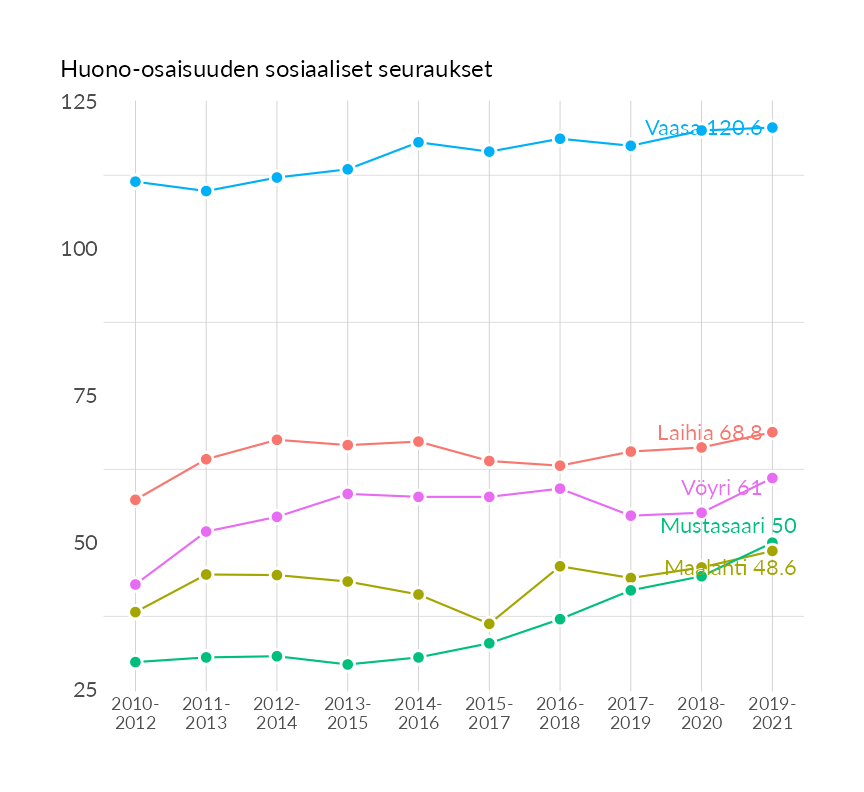 Huono-osaisuuden sosiaaliset seuraukset
125
100
75
50
25
Vaasa 120.6
Laihia 68.8
Vöyri 61
Mustasaari 50
Maalahti 48.6
2010- 2011- 2012- 2013- 2014- 2015- 2016- 2017- 2018- 2019-
2012 2013 2014 2015 2016 2017 2018 2019 2020 2021